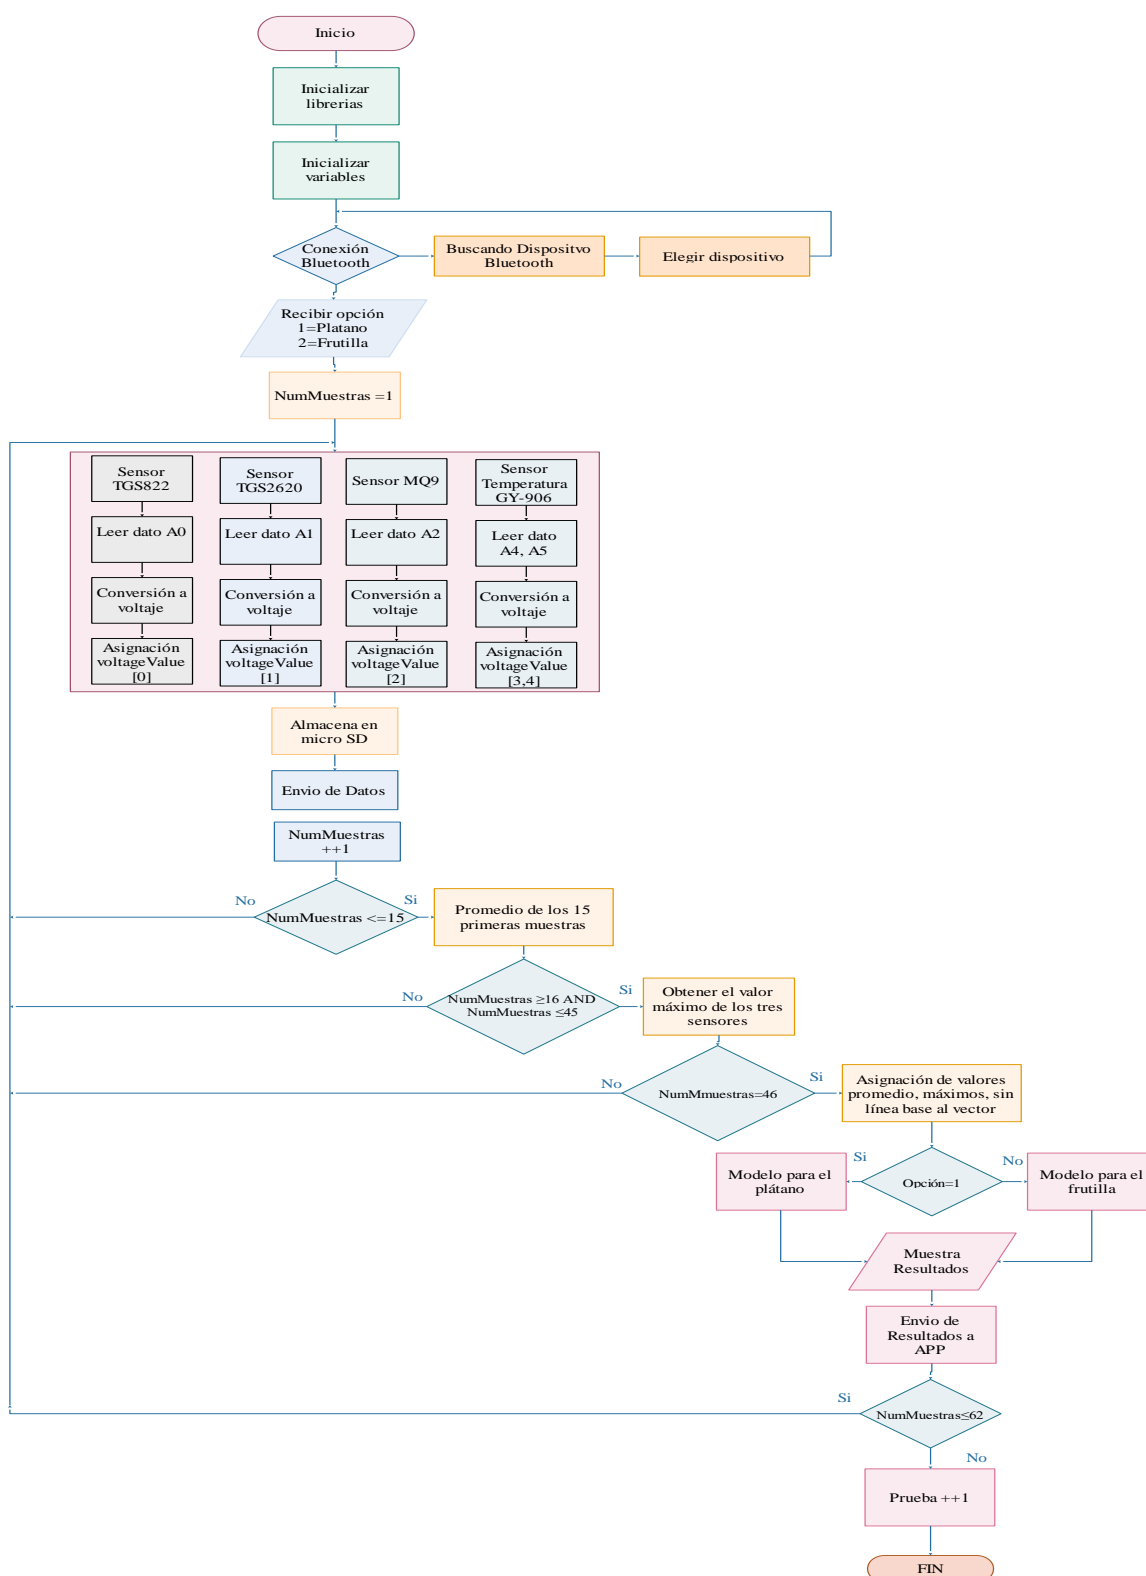 Inicio
Inicializar
librerias
Inicializar
variables
Conexión
Bluetooth
Buscando Dispositvo
Bluetooth
Elegir dispositivo
Recibir opción
1=Platano
2=Frutilla
NumMuestras =1
Sensor
TGS822
Leer dato A0
Conversión a
voltaje
Asignación
voltageValue
[0]
Sensor
TGS2620
Leer dato A1
Conversión a
voltaje
Asignación
voltageValue
[1]
Sensor MQ9
Leer dato A2
Conversión a
voltaje
Asignación
voltageValue
[2]
Sensor
Temperatura
GY-906
Leer dato
A4, A5
Conversión a
voltaje
Asignación
voltageValue
[3,4]
Almacena en
micro SD
Envio de Datos
NumMuestras
++1
No
NumMuestras <=15
Si
Promedio de los 15
primeras muestras
No
NumMuestras ≥16 AND
NumMuestras ≤45
Si
Obtener el valor
máximo de los tres
sensores
No
NumMmuestras=46
Si
Asignación de valores
promedio, máximos, sin
línea base al vector
Si
Opción=1
No
Modelo para el
plátano
Modelo para el
frutilla
Muestra
Resultados
Envio de
Resultados a
APP
Si
NumMuestras≤62
No
Prueba ++1
FIN